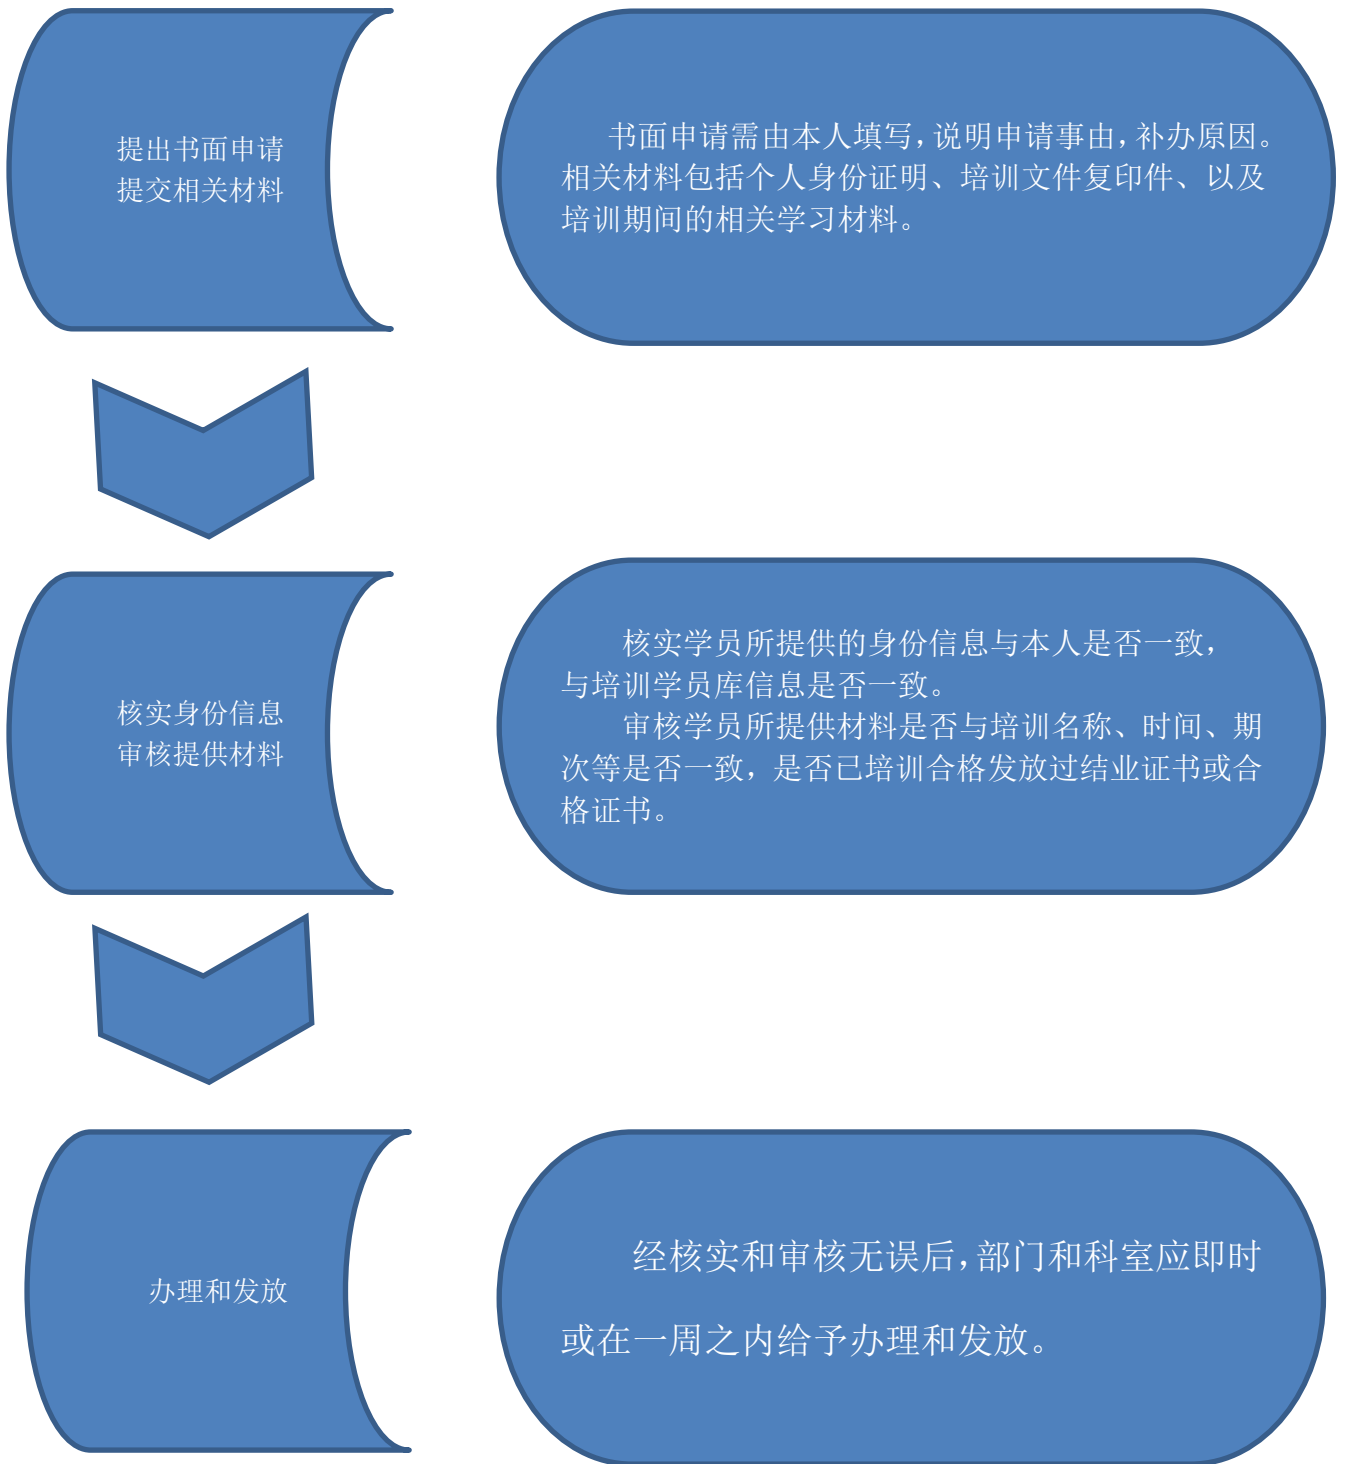 提出书面申请
提交相关材料
书面申请需由本人填写，说明申请事由，补办原因。
相关材料包括个人身份证明、培训文件复印件、以及
培训期间的相关学习材料。
核实身份信息
审核提供材料
核实学员所提供的身份信息与本人是否一致，
与培训学员库信息是否一致。
审核学员所提供材料是否与培训名称、时间、期
次等是否一致，是否已培训合格发放过结业证书或合
格证书。
办理和发放
经核实和审核无误后，部门和科室应即时
或在一周之内给予办理和发放。